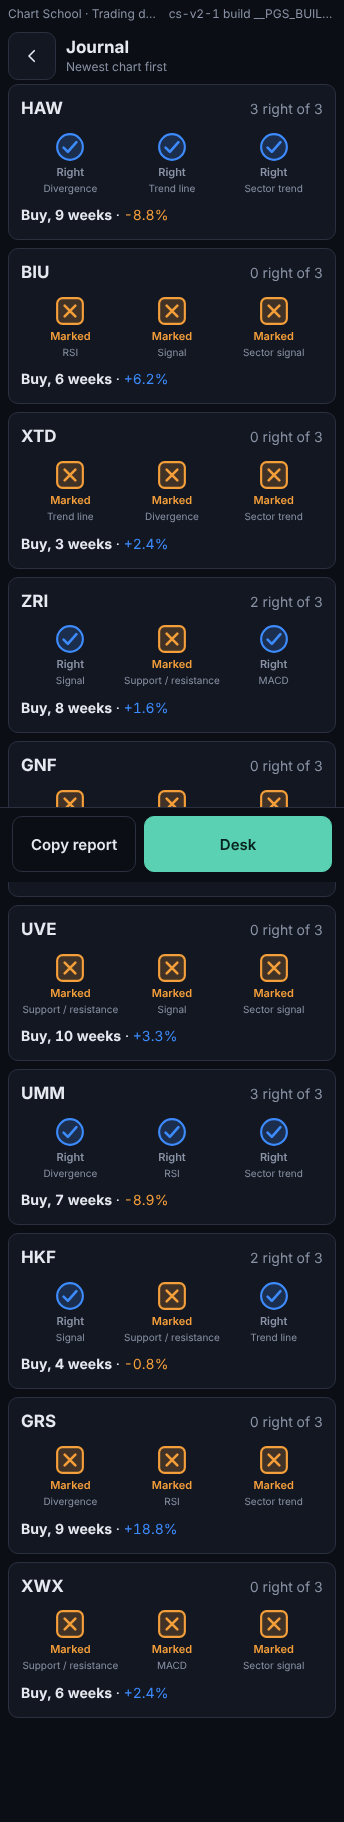 Chart School · Trading d... cs-v2-1 build __PGS_BUIL...
Journal
Newest chart first
HAW 3 right of 3
Right Right Right
Divergence Trend line Sector trend
Buy, 9 weeks · -8.8%
BIU 0 right of 3
Marked Marked Marked
RSI Signal Sector signal
Buy, 6 weeks · +6.2%
XTD 0 right of 3
Marked Marked Marked
Trend line Divergence Sector trend
Buy, 3 weeks · +2.4%
ZRI 2 right of 3
Right Marked Right
Signal Support / resistance MACD
Buy, 8 weeks · +1.6%
GNF 0 right of 3
Copy report Desk
UVE 0 right of 3
Marked Marked Marked
Support / resistance Signal Sector signal
Buy, 10 weeks · +3.3%
UMM 3 right of 3
Right Right Right
Divergence RSI Sector trend
Buy, 7 weeks · -8.9%
HKF 2 right of 3
Right Marked Right
Signal Support / resistance Trend line
Buy, 4 weeks · -0.8%
GRS 0 right of 3
Marked Marked Marked
Divergence RSI Sector trend
Buy, 9 weeks · +18.8%
XWX 0 right of 3
Marked Marked Marked
Support / resistance MACD Sector signal
Buy, 6 weeks · +2.4%